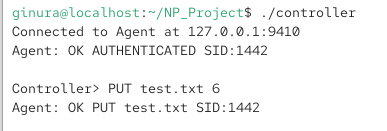 ginura@localhost:~/NP_Project$ ./controller
Connected to Agent at 127.0.0.1:9410
Agent: OK AUTHENTICATED SID:1442
Controller> PUT test.txt 6
Agent: OK PUT test.txt SID:1442